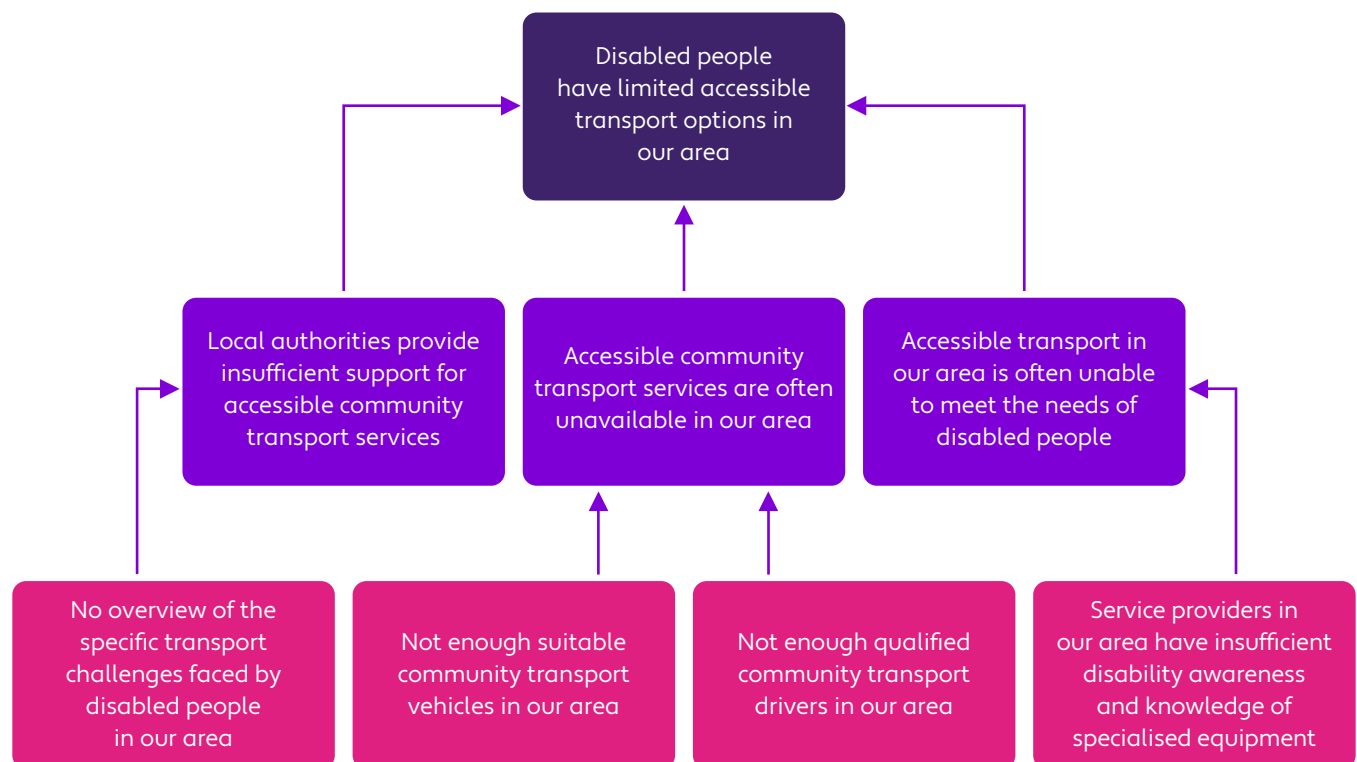 Disabled people
have limited accessible
transport options in
our area
Local authorities provide
insufficient support for
accessible community
transport services
Accessible community
transport services are often
unavailable in our area
Accessible transport in
our area is often unable
to meet the needs of
disabled people
No overview of the
specific transport
challenges faced by
disabled people
in our area
Not enough suitable
community transport
vehicles in our area
Not enough qualified
community transport
drivers in our area
Service providers in
our area have insufficient
disability awareness
and knowledge of
specialised equipment